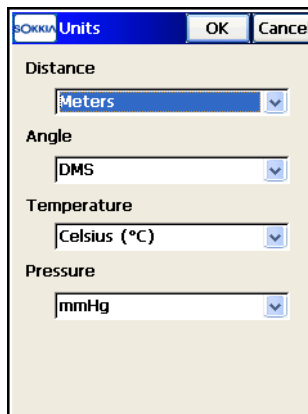 SOKKIA Units OK Cance
Distance
Meters
Angle
DMS
Temperature
Celsius (°C)
Pressure
mmHg